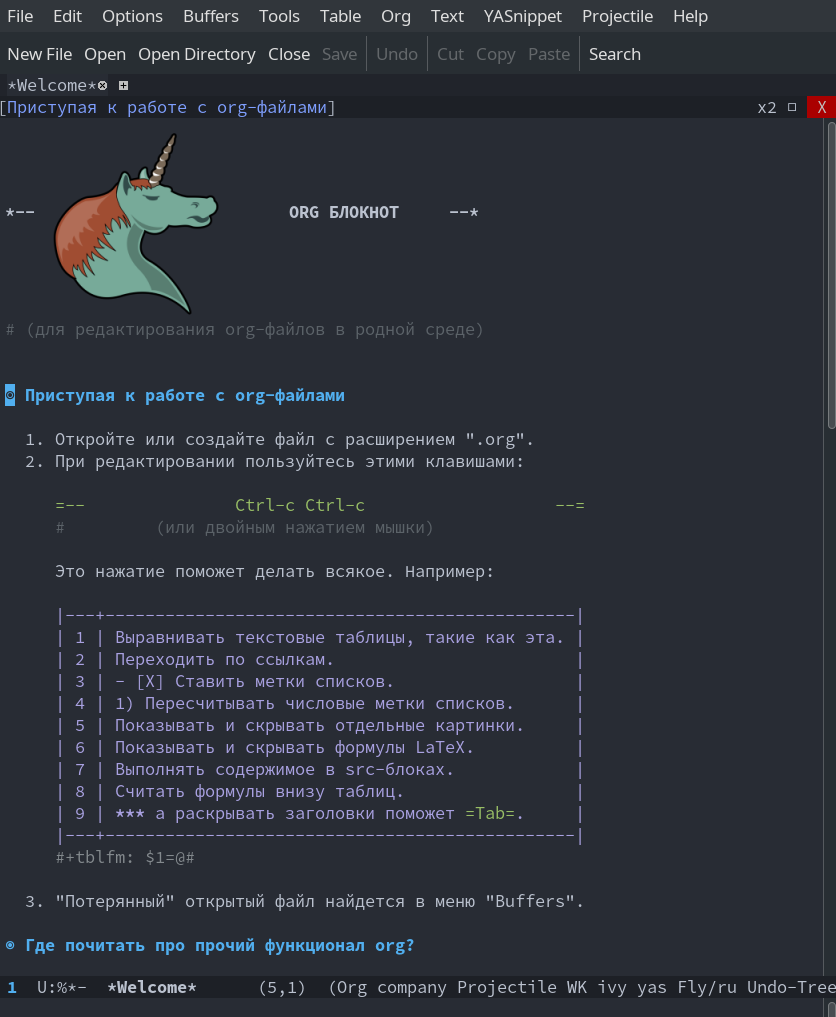 File Edit Options Buffers Tools Table Org Text YASnippet Projectile Help
New File Open Open Directory Close Save Undo Cut Copy Paste Search
*Welcome*
[Приступая к работе с org-файлами] x2 X
*-- ORG БЛОКНОТ --*
# (для редактирования org-файлов в родной среде)
Приступая к работе с org-файлами
1. Откройте или создайте файл с расширением ".org".
2. При редактировании пользуйтесь этими клавишами:
=-- Ctrl-c Ctrl-c --=
# (или двойным нажатием мышки)
Это нажатие поможет делать всякое. Например:
|---+-----------------------------------------------|
| 1 | Выравнивать текстовые таблицы, такие как эта. |
| 2 | Переходить по ссылкам. |
| 3 | - [X] Ставить метки списков. |
| 4 | 1) Пересчитывать числовые метки списков. |
| 5 | Показывать и скрывать отдельные картинки. |
| 6 | Показывать и скрывать формулы LaTeX. |
| 7 | Выполнять содержимое в src-блоках. |
| 8 | Считать формулы внизу таблиц. |
| 9 | *** а раскрывать заголовки поможет =Tab=. |
|---+-----------------------------------------------|
#+tblfm: $1=@#
3. "Потерянный" открытый файл найдется в меню "Buffers".
Где почитать про прочий функционал org?
1 U:%*- *Welcome* (5,1) (Org company Projectile WK ivy yas Fly/ru Undo-Tree